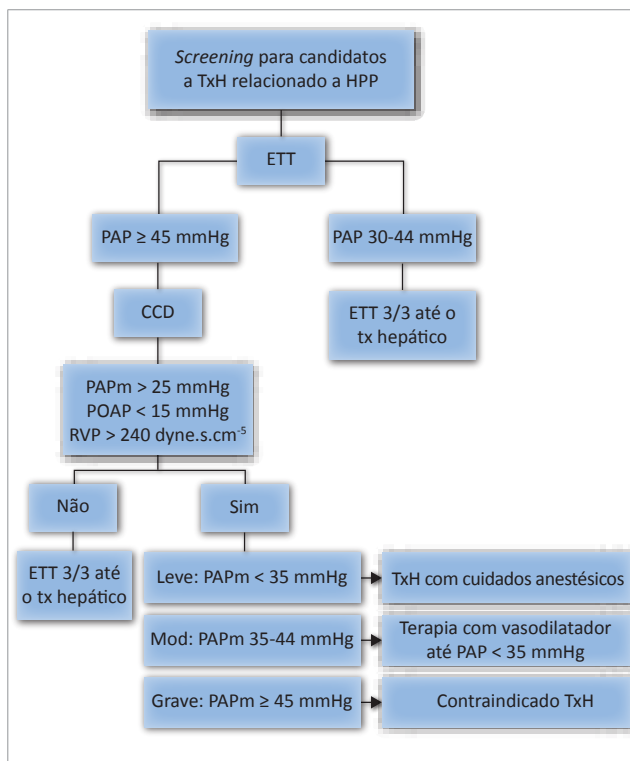 Screening para candidatos
a TxH relacionado a HPP
ETT
PAP ≥ 45 mmHg
PAP 30-44 mmHg
CCD
ETT 3/3 até o
tx hepático
PAPm > 25 mmHg
POAP < 15 mmHg
RVP > 240 dyne.s.cm⁻⁵
Não
Sim
ETT 3/3 até
o tx hepático
Leve: PAPm < 35 mmHg
TxH com cuidados anestésicos
Mod: PAPm 35-44 mmHg
Terapia com vasodilatador
até PAP < 35 mmHg
Grave: PAPm ≥ 45 mmHg
Contraindicado TxH